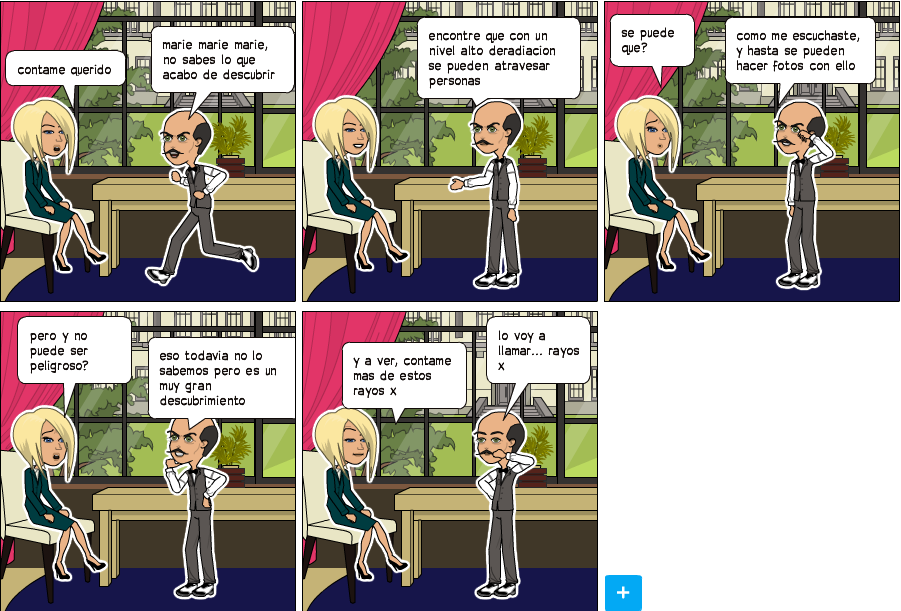 contame querido
marie marie marie,
no sabes lo que
acabo de descubrir
encontre que con un
nivel alto deradiacion
se pueden atravesar
personas
se puede
que?
como me escuchaste,
y hasta se pueden
hacer fotos con ello
pero y no
puede ser
peligroso?
eso todavia no lo
sabemos pero es un
muy gran
descubrimiento
y a ver, contame
mas de estos
rayos x
lo voy a
llamar... rayos
x
+